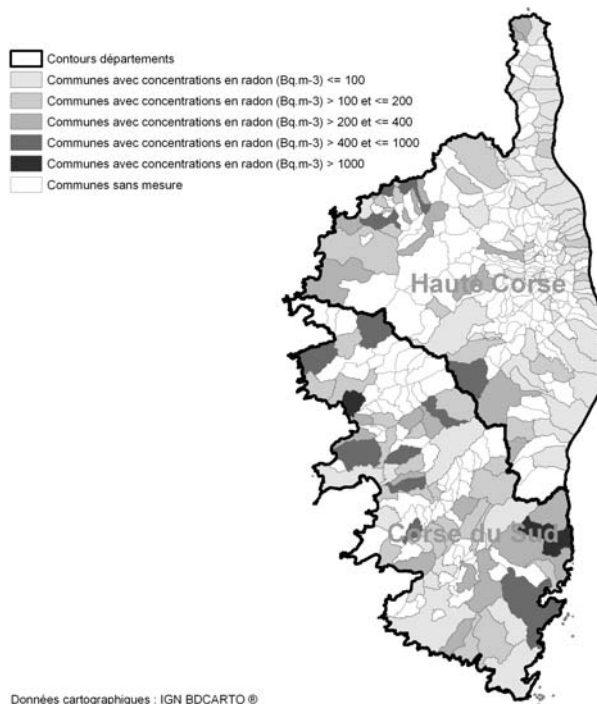 Contours départements
Communes avec concentrations en radon (Bq.m-3) <= 100
Communes avec concentrations en radon (Bq.m-3) > 100 et <= 200
Communes avec concentrations en radon (Bq.m-3) > 200 et <= 400
Communes avec concentrations en radon (Bq.m-3) > 400 et <= 1000
Communes avec concentrations en radon (Bq.m-3) > 1000
Communes sans mesure
Haute Corse
Corse du Sud
Données cartographiques : IGN BDCARTO ®